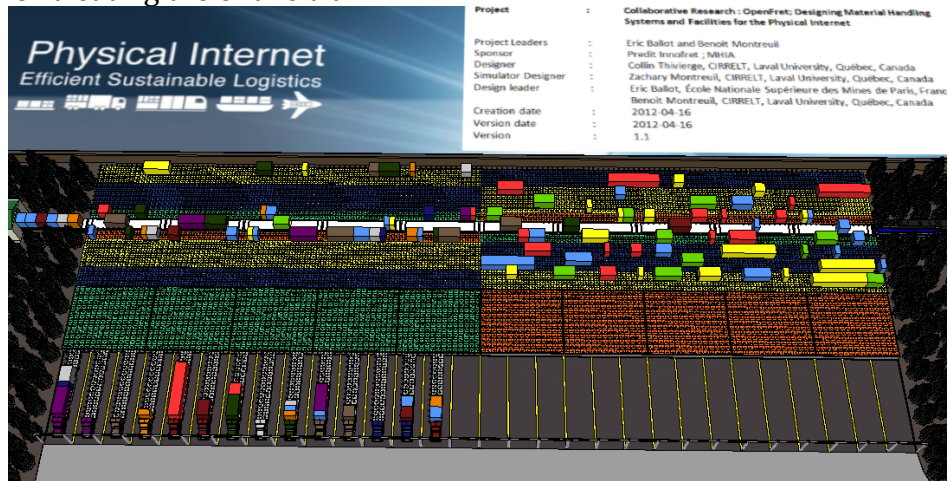 Physical Internet
Efficient Sustainable Logistics
Project : Collaborative Research : OpenFret; Designing Material Handling
Systems and Facilities for the Physical Internet
Project Leaders : Eric Ballot and Benoit Montreuil
Sponsor : Predit Innofret ; MHIA
Designer : Collin Thivierge, CIRRELT, Laval University, Québec, Canada
Simulator Designer : Zachary Montreuil, CIRRELT, Laval University, Québec, Canada
Design leader : Eric Ballot, École Nationale Supérieure des Mines de Paris, Franc
Benoit Montreuil, CIRRELT, Laval University, Québec, Canada
Creation date : 2012-04-16
Version date : 2012-04-16
Version : 1.1